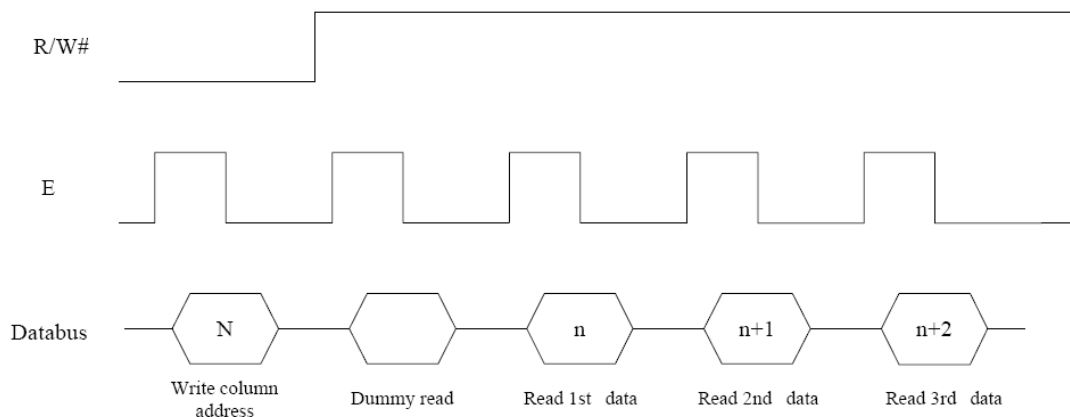 R/W#
E
Databus
N
n
n+1
n+2
Write column
address
Dummy read
Read 1st data
Read 2nd data
Read 3rd data